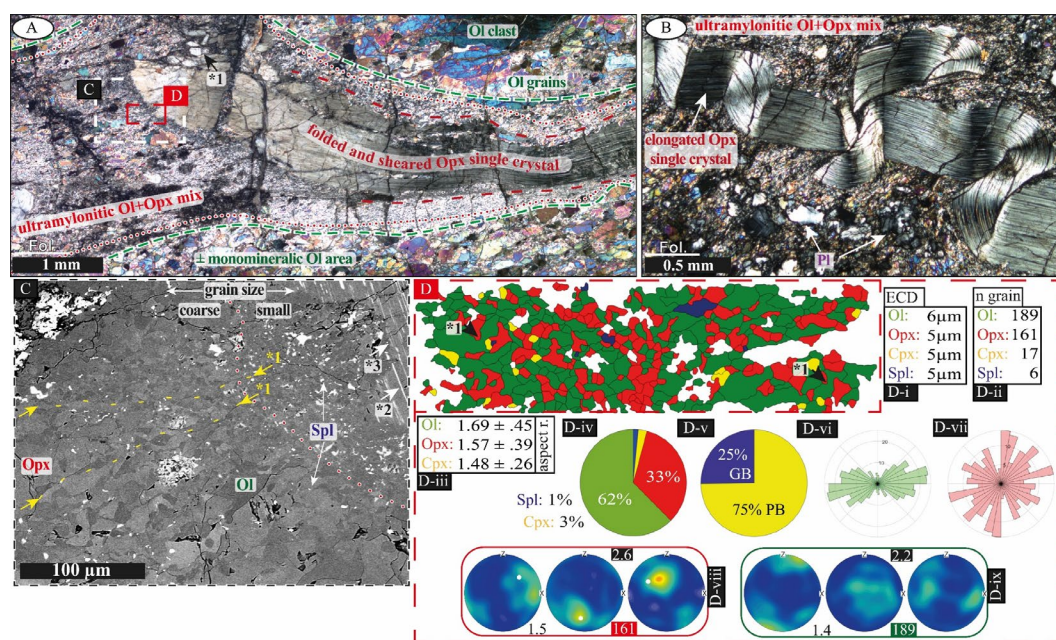 A
Ol clast
*1
Ol grains
C
D
folded and sheared Opx single crystal
ultramylonitic Ol+Opx mix
Fol.
1 mm
± monomineralic Ol area
B
ultramylonitic Ol+Opx mix
elongated Opx
single crystal
Fol.
0.5 mm
Pl
C
grain size
coarse
small
*1
*1
*3
*2
Spl
Opx
Ol
100 µm
D
*1
*1
ECD
Ol: 6µm
Opx: 5µm
Cpx: 5µm
Spl: 5µm
D-i
n grain
Ol: 189
Opx: 161
Cpx: 17
Spl: 6
D-ii
Ol: 1.69 ± .45
Opx: 1.57 ± .39
Cpx: 1.48 ± .26
aspect r.
D-iii
D-iv
33%
62%
Spl: 1%
Cpx: 3%
D-v
25%
GB
75% PB
D-vi
20
10
D-vii
Z
2.6
X
D-viii
1.5
161
Z
2.2
X
D-ix
1.4
189